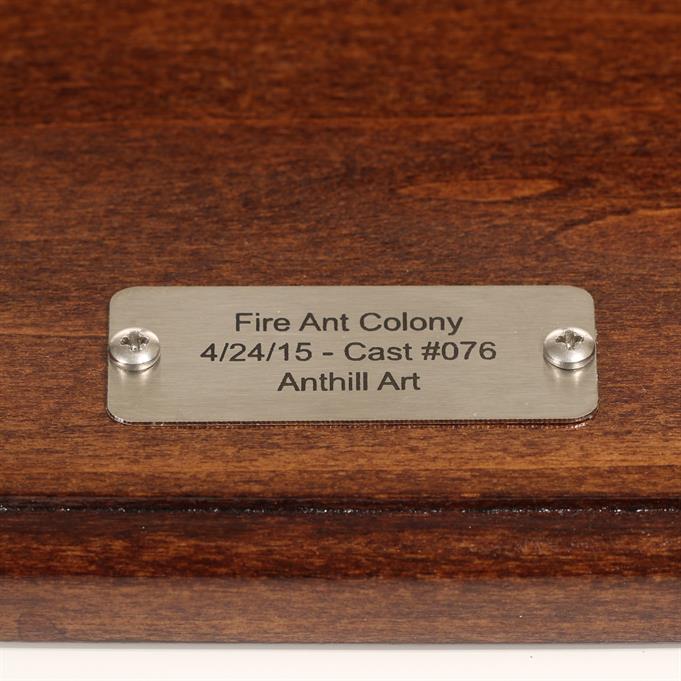 Fire Ant Colony
4/24/15 - Cast #076
Anthill Art